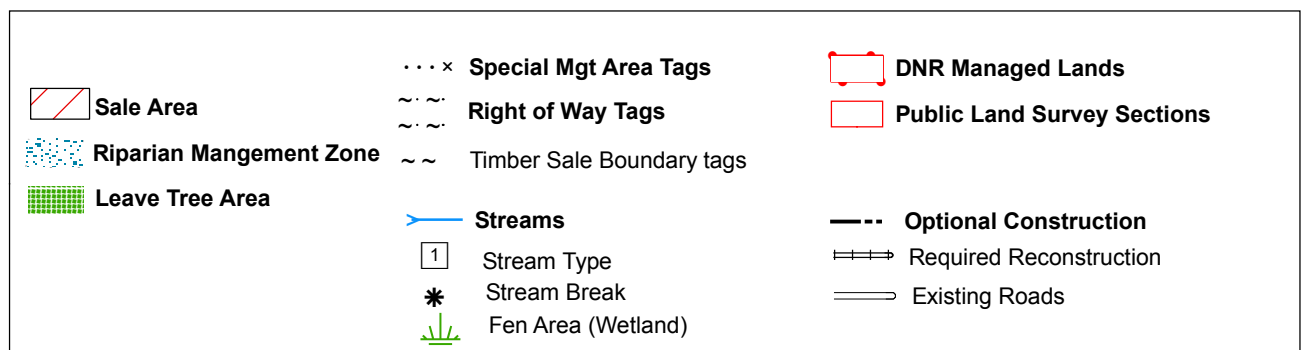 Sale Area
Riparian Mangement Zone
Leave Tree Area
Special Mgt Area Tags
Right of Way Tags
Timber Sale Boundary tags
Streams
1
Stream Type
Stream Break
Fen Area (Wetland)
DNR Managed Lands
Public Land Survey Sections
Optional Construction
Required Reconstruction
Existing Roads